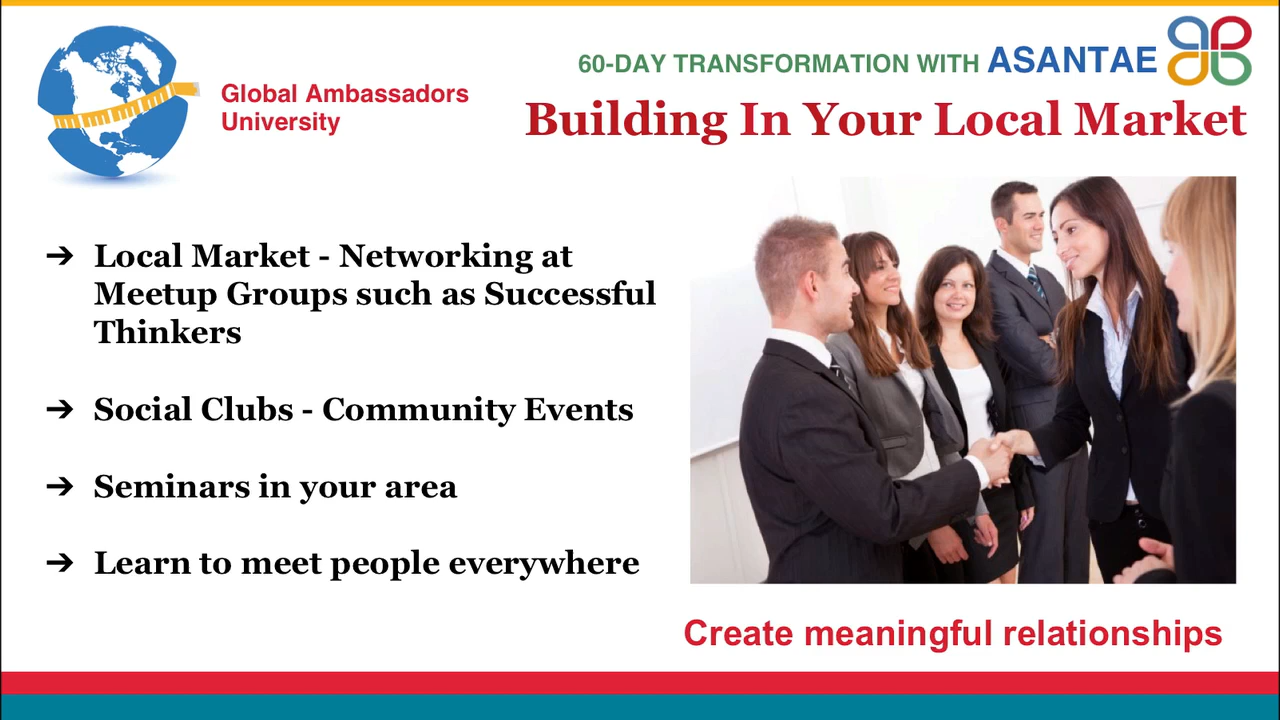 Global Ambassadors
University
60-DAY TRANSFORMATION WITH ASANTAE
Building In Your Local Market
➔ Local Market - Networking at
Meetup Groups such as Successful
Thinkers
➔ Social Clubs - Community Events
➔ Seminars in your area
➔ Learn to meet people everywhere
Create meaningful relationships